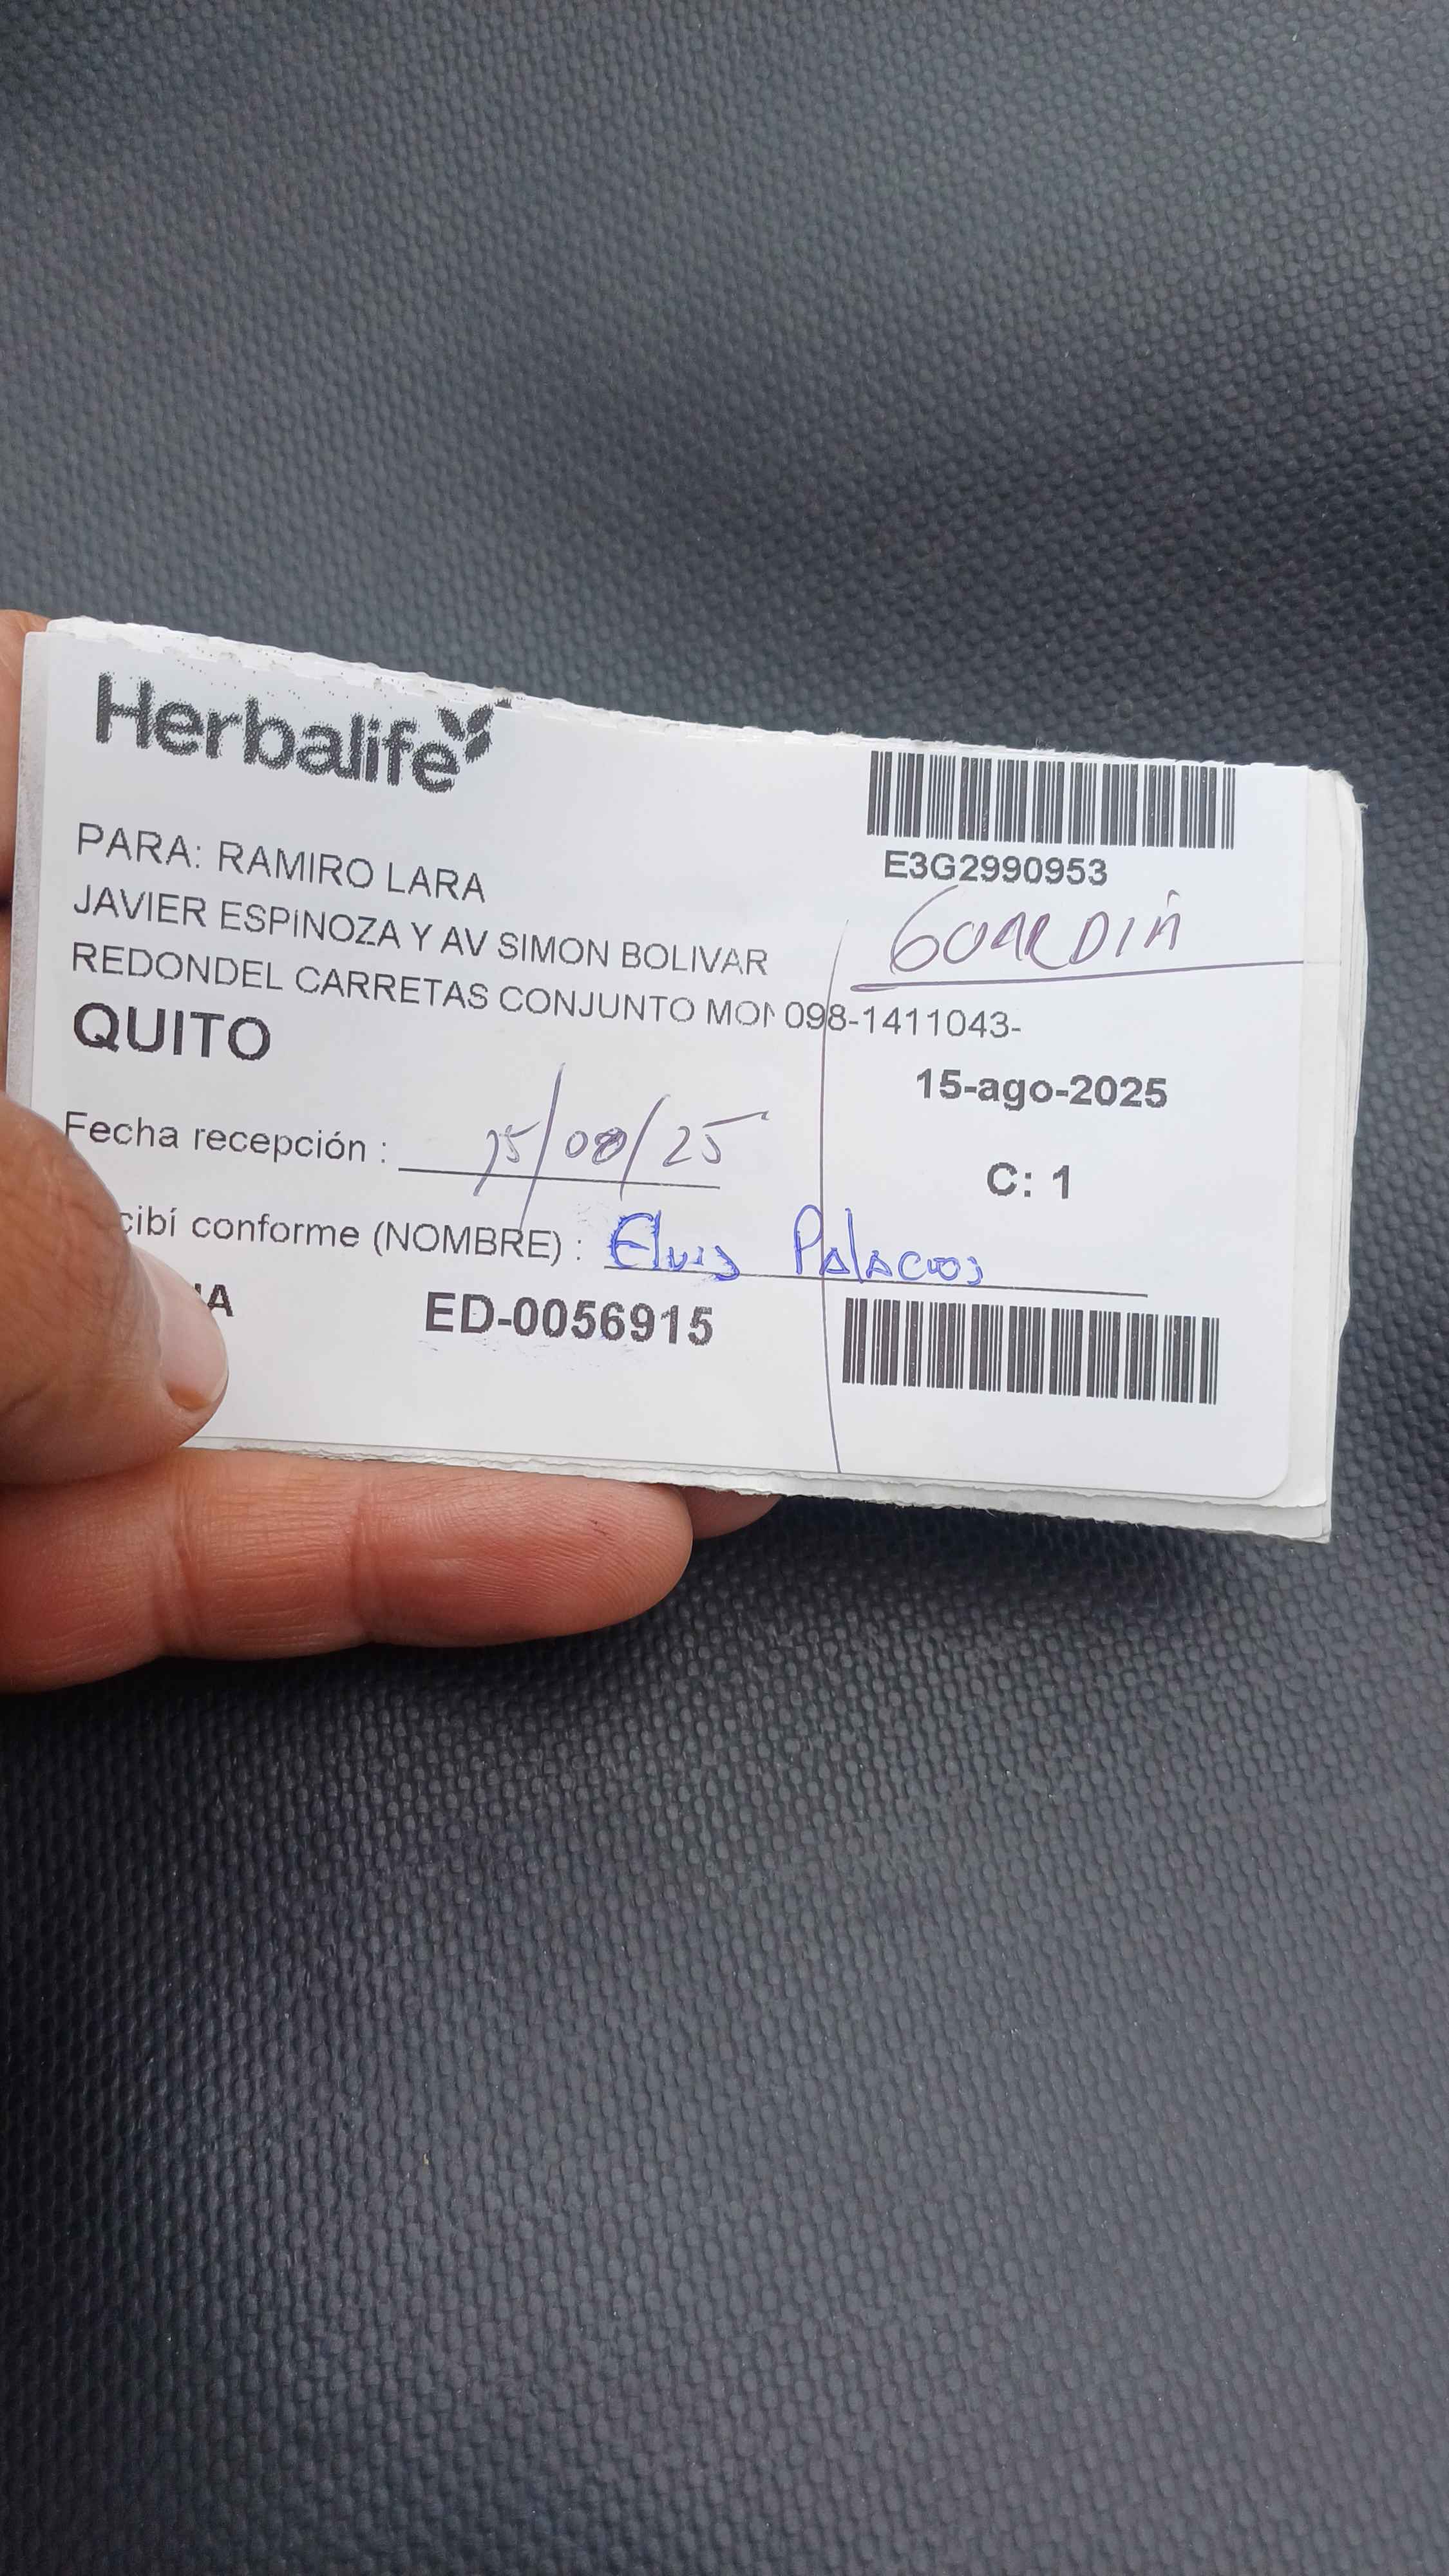 Herbalife
E3G2990953
GUARDIA
PARA: RAMIRO LARA
JAVIER ESPINOZA Y AV SIMON BOLIVAR
REDONDEL CARRETAS CONJUNTO MON 098-1411043-
QUITO
15-ago-2025
Fecha recepción : 15/08/25
C: 1
cibí conforme (NOMBRE) : Elvis Palacios
ED-0056915